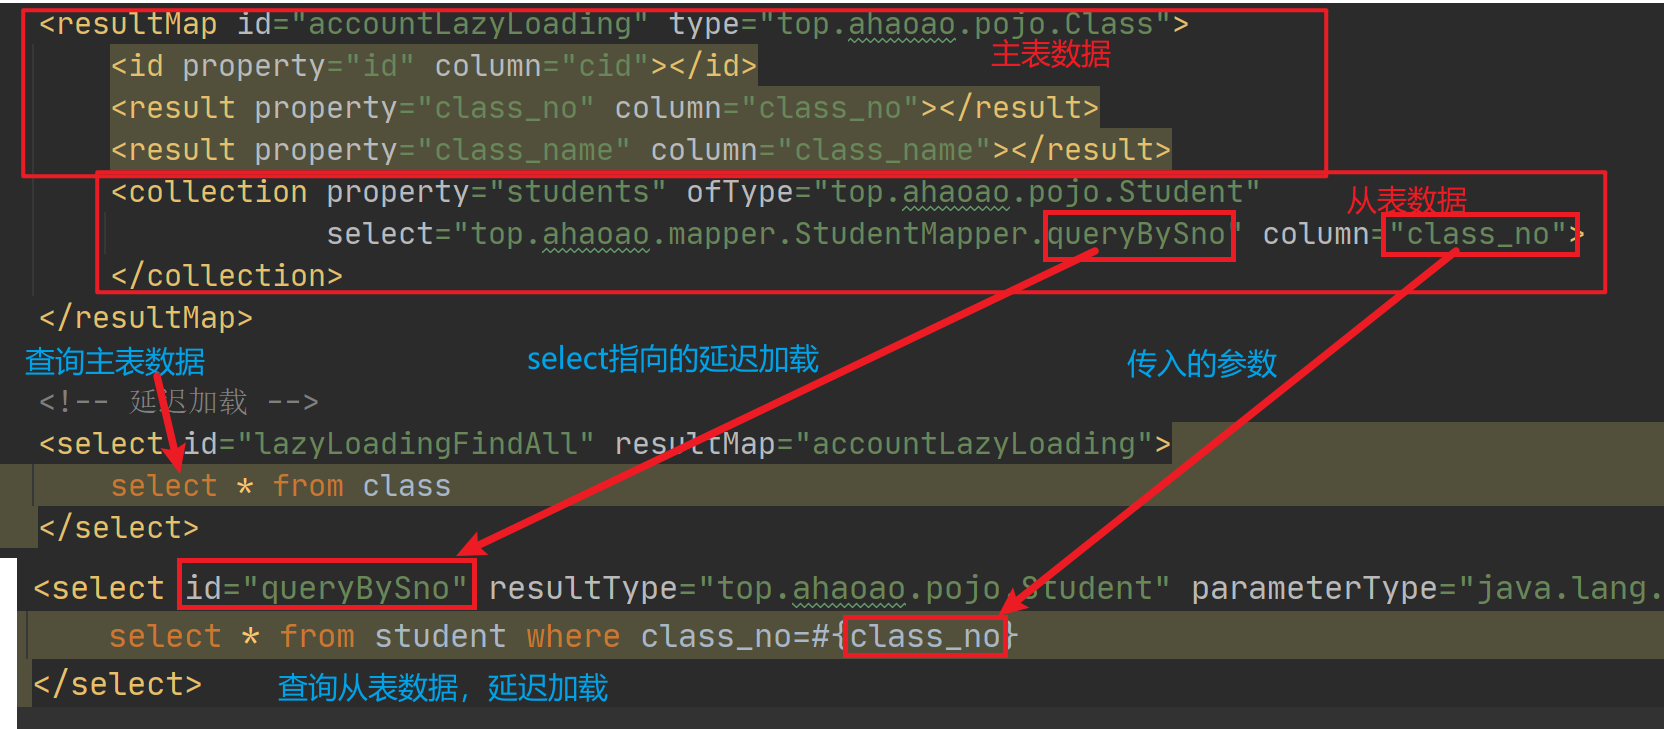 <resultMap id="accountLazyLoading" type="top.ahaoao.pojo.Class">
主表数据
<id property="id" column="cid"></id>
<result property="class_no" column="class_no"></result>
<result property="class_name" column="class_name"></result>
<collection property="students" ofType="top.ahaoao.pojo.Student"
从表数据
select="top.ahaoao.mapper.StudentMapper.queryBySno" column="class_no">
</collection>
</resultMap>
查询主表数据
select指向的延迟加载
传入的参数
<!-- 延迟加载 -->
<select id="lazyLoadingFindAll" resultMap="accountLazyLoading">
select * from class
</select>
<select id="queryBySno" resultType="top.ahaoao.pojo.Student" parameterType="java.lang.
select * from student where class_no=#{class_no}
</select>
查询从表数据，延迟加载